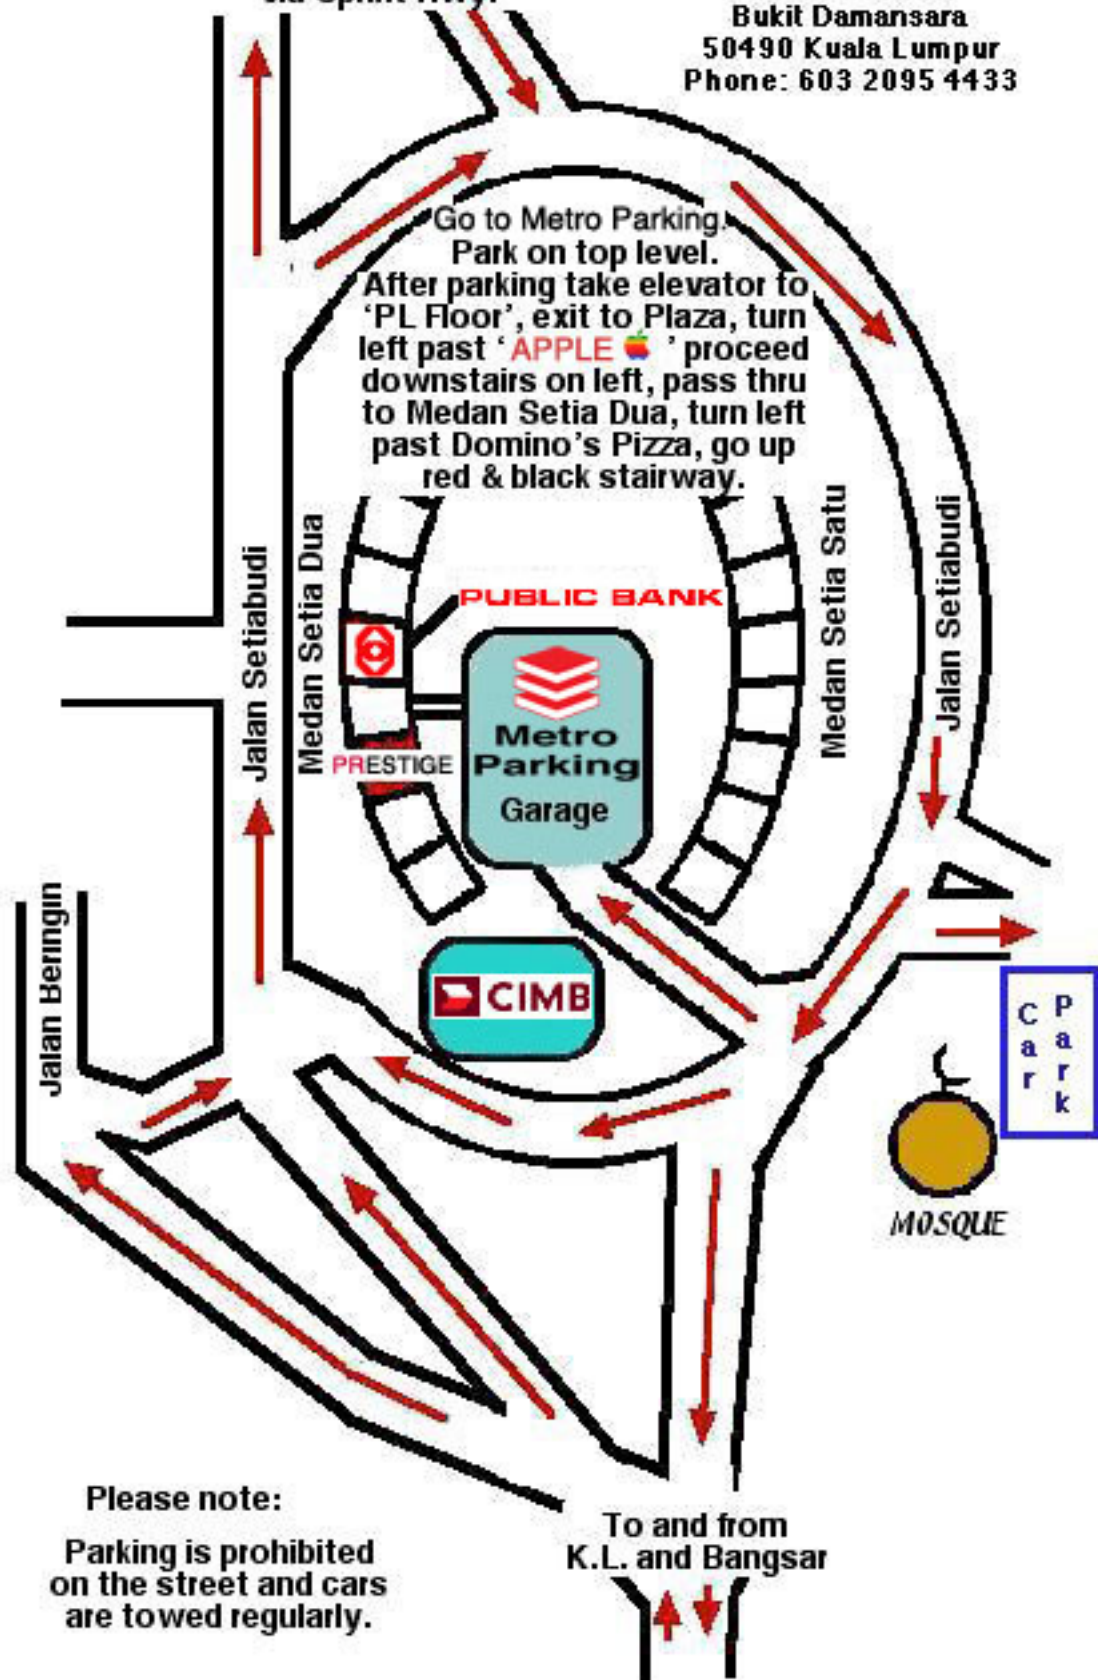 via Sprint Hwy.
Bukit Damansara
50490 Kuala Lumpur
Phone: 603 2095 4433
Go to Metro Parking.
Park on top level.
After parking take elevator to
‘PL Floor’, exit to Plaza, turn
left past ‘APPLE ’ proceed
downstairs on left, pass thru
to Medan Setia Dua, turn left
past Domino’s Pizza, go up
red & black stairway.
Jalan Setiabudi
Medan Setia Dua
Medan Setia Satu
Jalan Setiabudi
PUBLIC BANK
Metro
Parking
Garage
PRESTIGE
Jalan Beringin
CIMB
Car
Park
MOSQUE
Please note:
Parking is prohibited
on the street and cars
are towed regularly.
To and from
K.L. and Bangsar